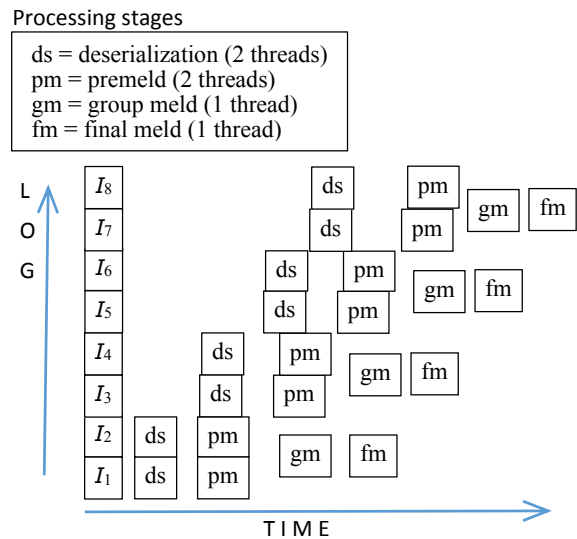 Processing stages
ds = deserialization (2 threads)
pm = premeld (2 threads)
gm = group meld (1 thread)
fm = final meld (1 thread)
L I8 ds pm
gm fm
O I7 ds pm
G I6 ds pm
gm fm
I5 ds pm
I4 ds pm
gm fm
I3 ds pm
I2 ds pm
gm fm
I1 ds pm
T I M E